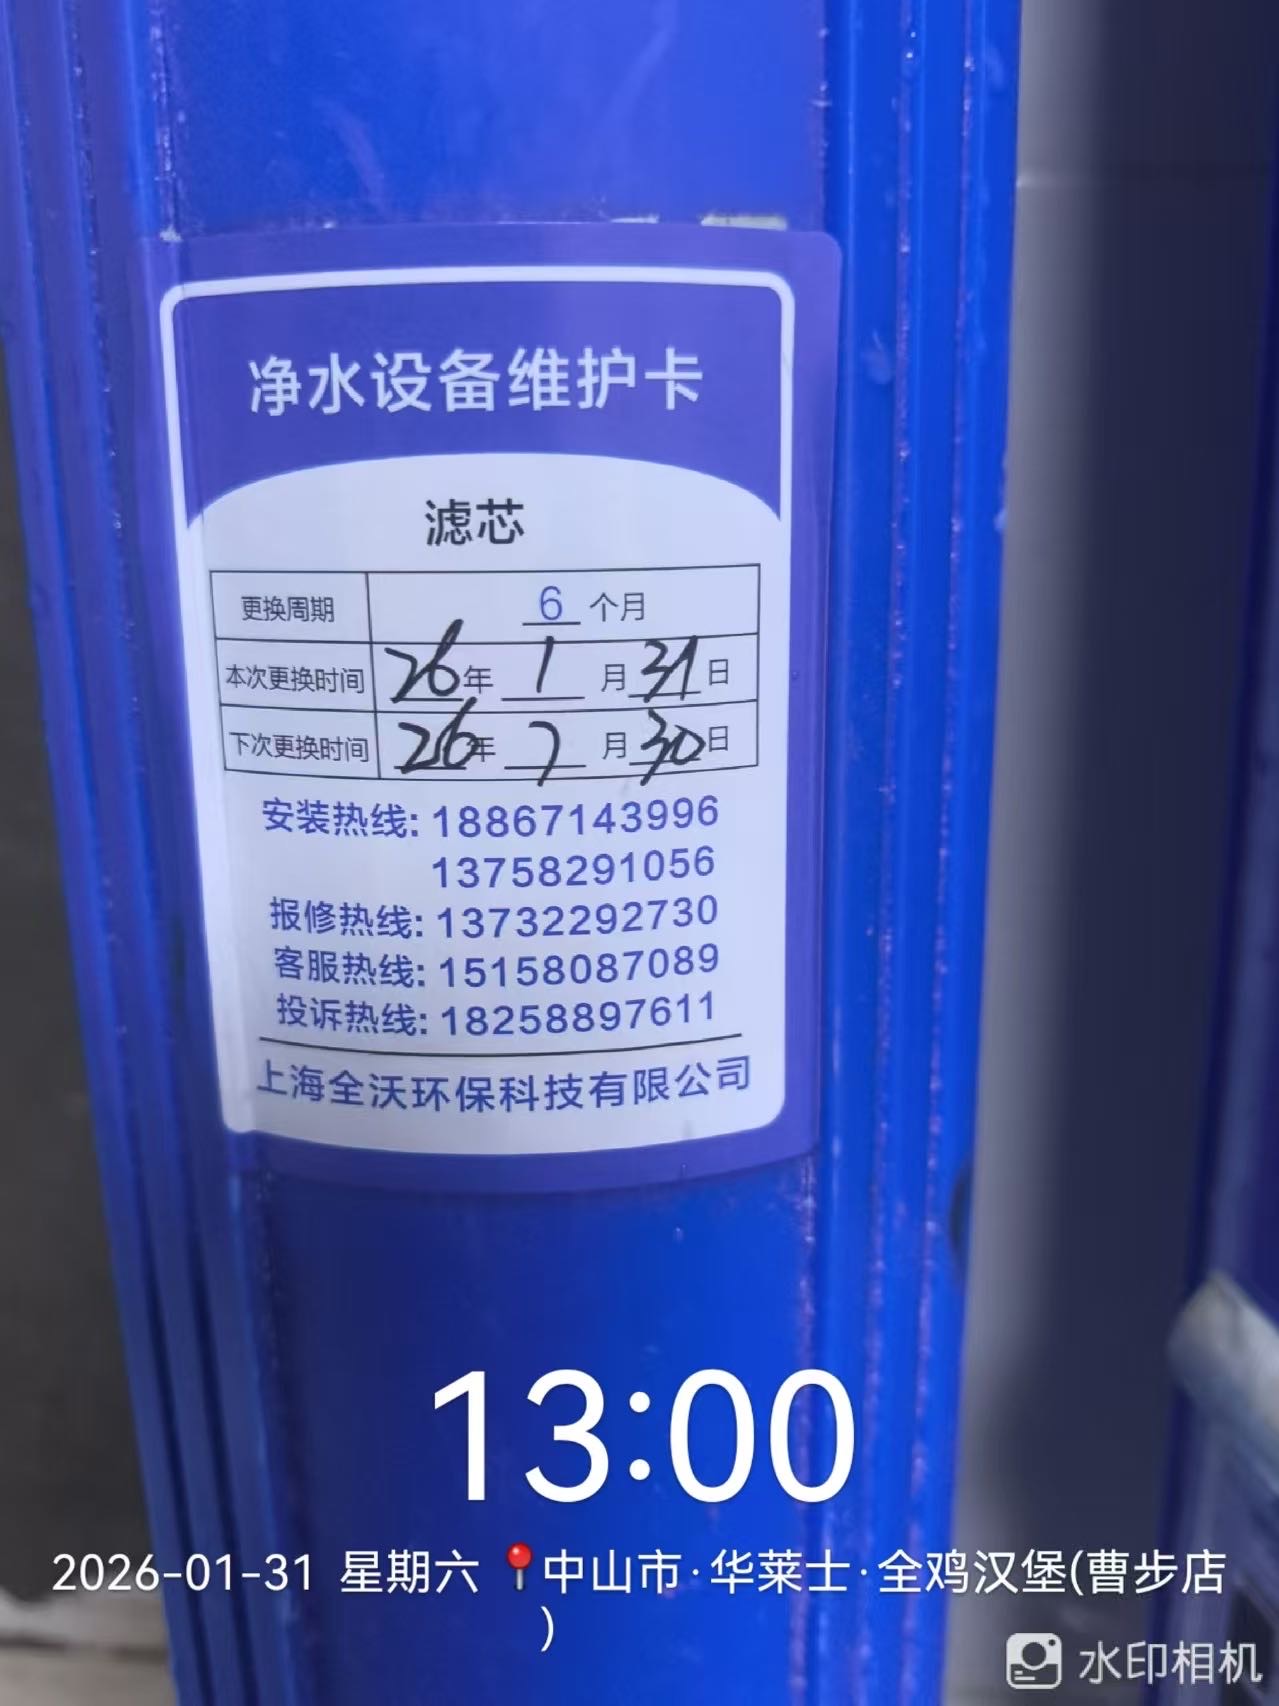 净水设备维护卡
滤芯
更换周期 6 个月
本次更换时间 26年 1 月 31日
下次更换时间 26年 7 月 30日
安装热线: 18867143996
13758291056
报修热线: 13732292730
客服热线: 15158087089
投诉热线: 18258897611
上海全沃环保科技有限公司
13:00
2026-01-31 星期六 📍中山市·华莱士·全鸡汉堡(曹步店
)
水印相机